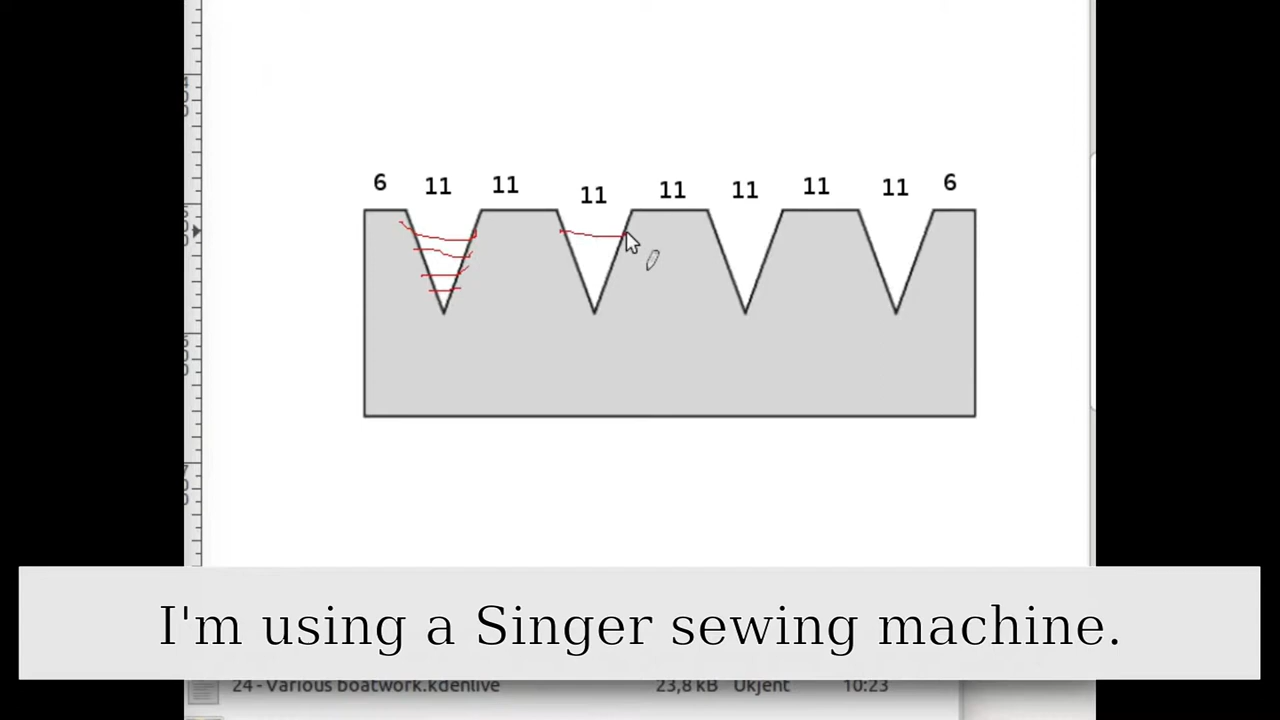 6 11 11 11 11 11 11 11 6
I'm using a Singer sewing machine.
24 - Various boatwork.kdenlive 23,8 kB Ukjent 10:23